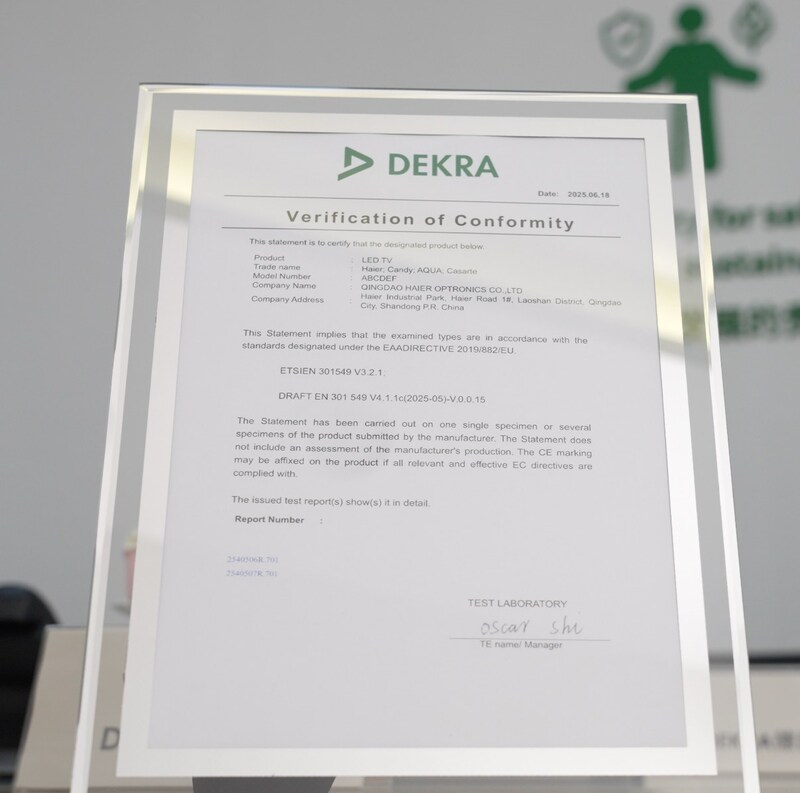 DEKRA
Date: 2025.06.18
Verification of Conformity
This statement is to certify that the designated product below:
Product : LED TV
Trade name : Haier, Candy, AQUA, Casarte
Model Number : ABCDEF
Company Name : QINGDAO HAIER OPTRONICS CO.,LTD
Company Address : Haier Industrial Park, Haier Road 1#, Laoshan District, Qingdao
City, Shandong P.R. China
This Statement implies that the examined types are in accordance with the
standards designated under the EAADIRECTIVE 2019/882/EU.
ETSIEN 301549 V3.2.1;
DRAFT EN 301 549 V4.1.1c(2025-05)-V.0.0.15
The Statement has been carried out on one single specimen or several
specimens of the product submitted by the manufacturer. The Statement does
not include an assessment of the manufacturer's production. The CE marking
may be affixed on the product if all relevant and effective EC directives are
complied with.
The issued test report(s) show(s) it in detail.
Report Number :
2540506R.701
2540507R.701
TEST LABORATORY
oscar shi
TE name/ Manager
for